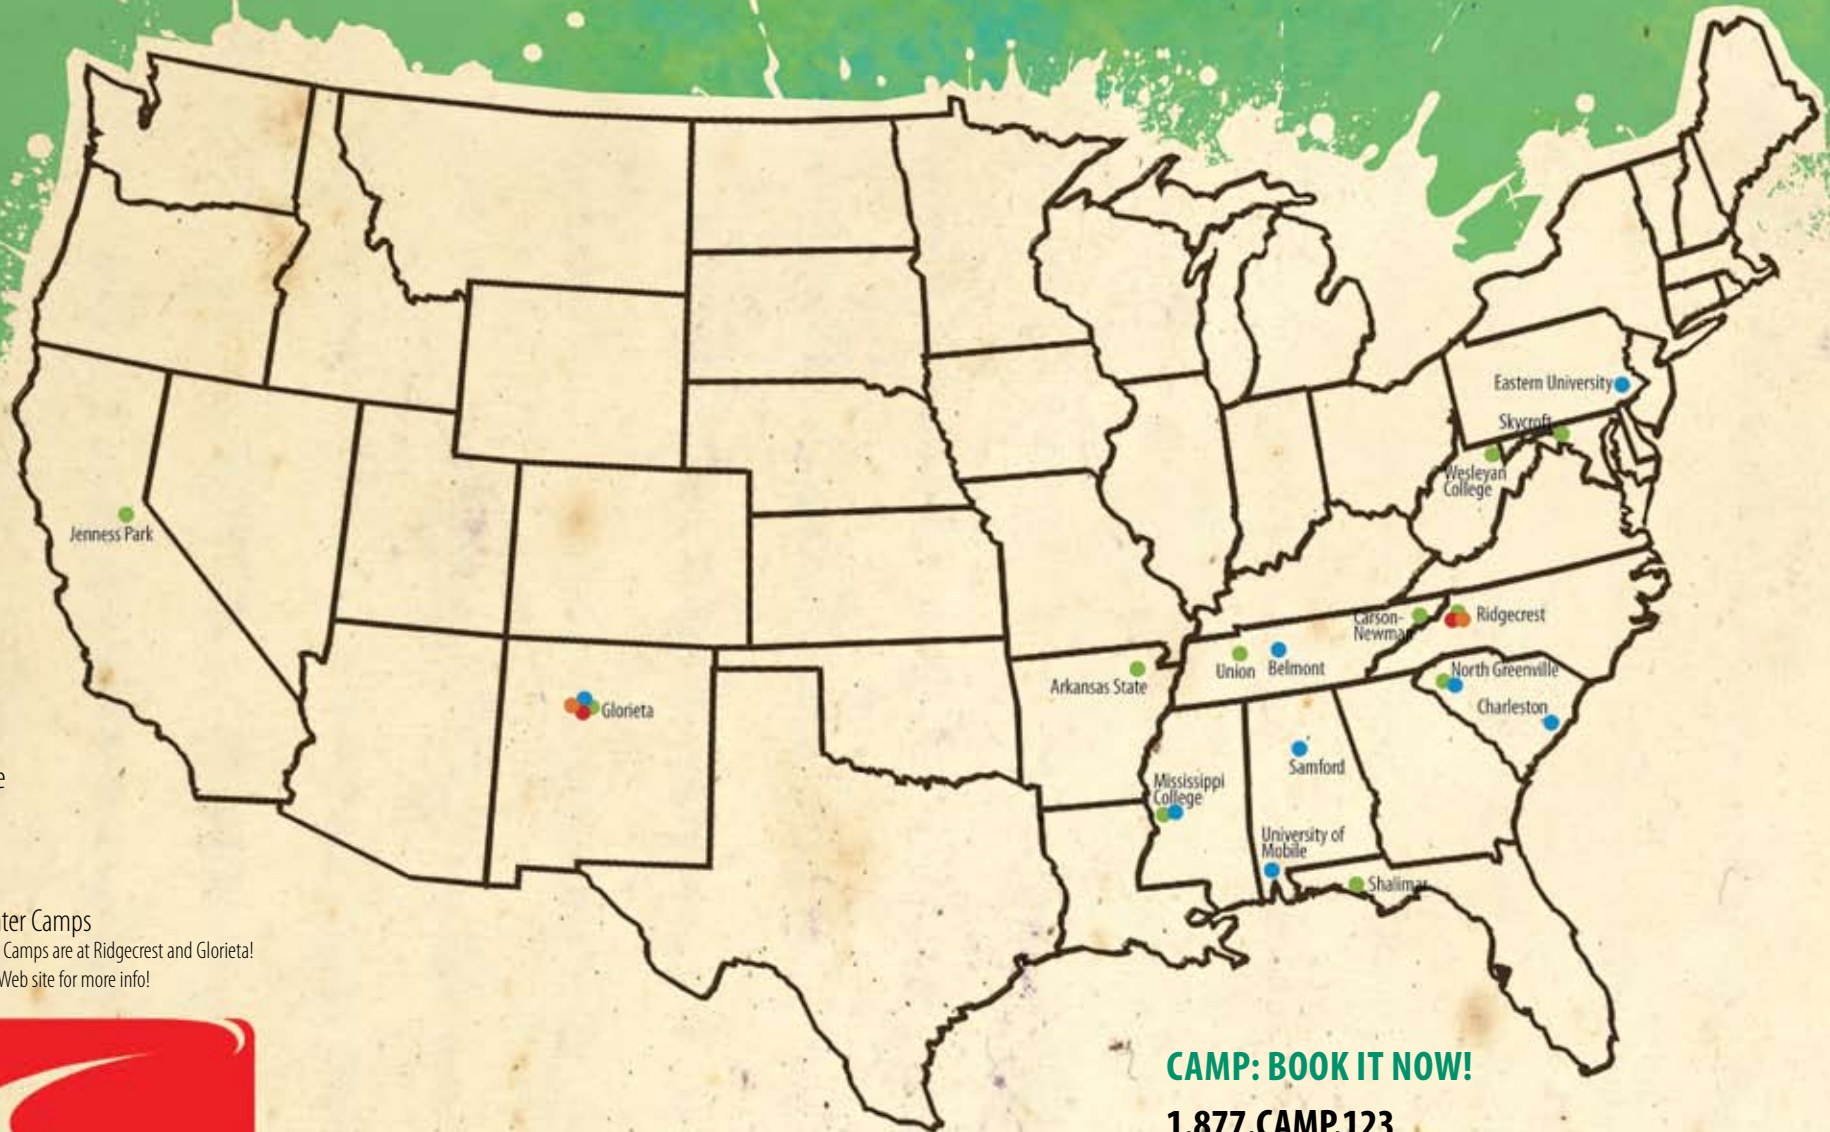 Eastern University
Skycroft
Wesleyan
College
Jenness Park
Carson-
Newman
Ridgecrest
Union
Belmont
North Greenville
Arkansas State
Charleston
Glorieta
Samford
Mississippi
College
University of
Mobile
Shalimar
Camps
Camps are at Ridgecrest and Glorieta!
Web site for more info!
CAMP: BOOK IT NOW!
1.877.CAMP.123